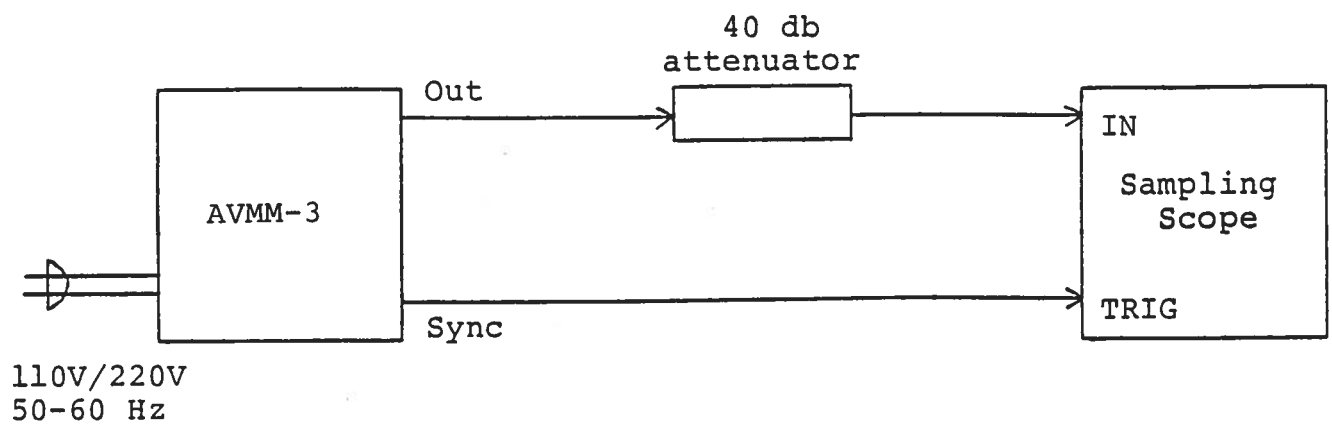 40 db
attenuator
Out
IN
Sampling
Scope
AVMM-3
TRIG
Sync
110V/220V
50-60 Hz